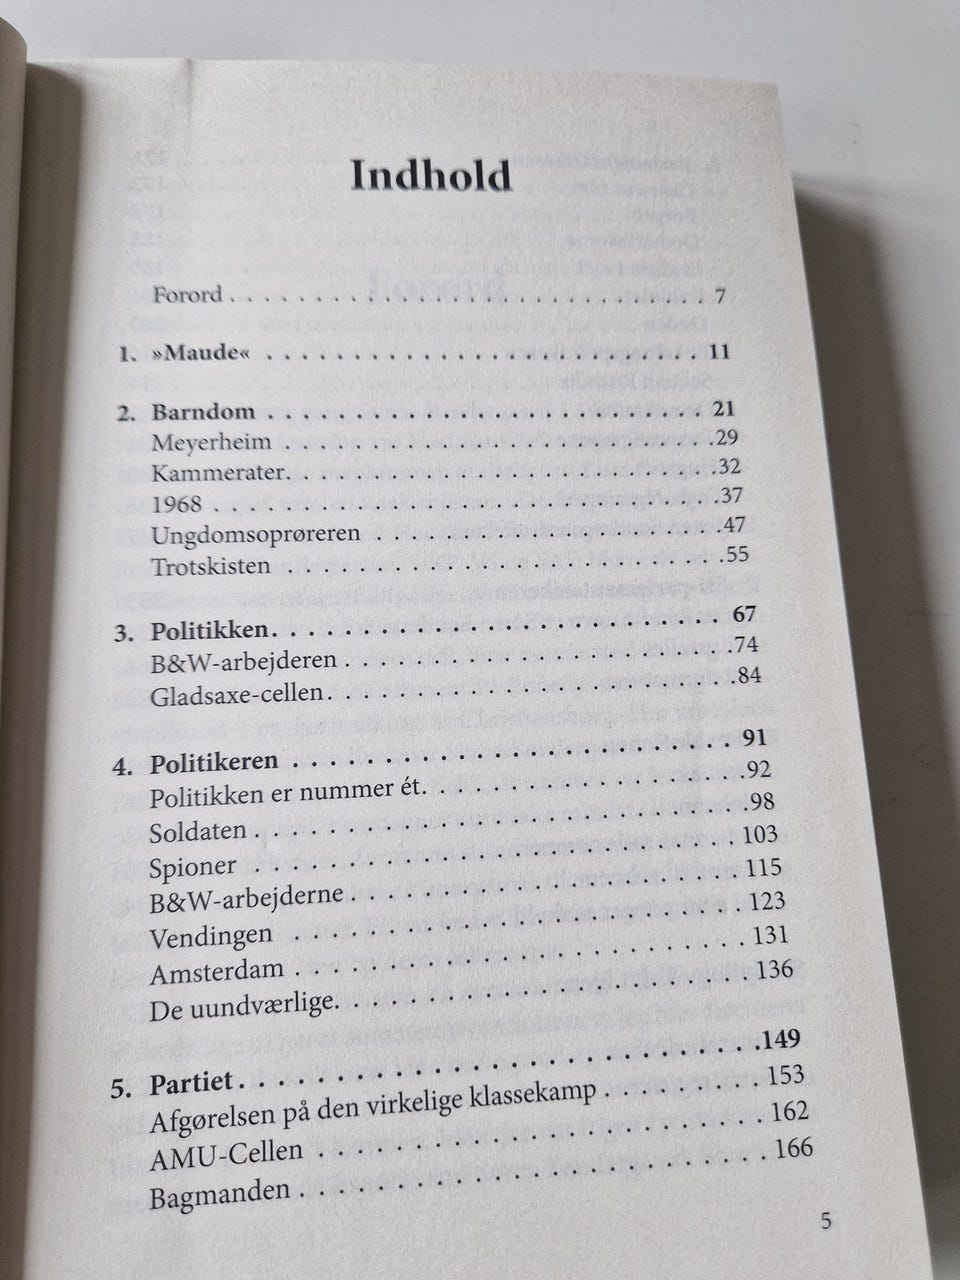 Indhold
Forord . . . . . . . . . . . . . . . . . . . . . . . . . . . . . . 7
1. »Maude« . . . . . . . . . . . . . . . . . . . . . . . . . . 11
2. Barndom . . . . . . . . . . . . . . . . . . . . . . . . . . 21
Meyerheim . . . . . . . . . . . . . . . . . . . . . . . . . .29
Kammerater. . . . . . . . . . . . . . . . . . . . . . . . . .32
1968 . . . . . . . . . . . . . . . . . . . . . . . . . . . . . .37
Ungdomsoprøreren . . . . . . . . . . . . . . . . . . . .47
Trotskisten . . . . . . . . . . . . . . . . . . . . . . . . . .55
3. Politikken. . . . . . . . . . . . . . . . . . . . . . . . . . 67
B&W-arbejderen . . . . . . . . . . . . . . . . . . . . . .74
Gladsaxe-cellen. . . . . . . . . . . . . . . . . . . . . . .84
4. Politikeren . . . . . . . . . . . . . . . . . . . . . . . . . 91
Politikken er nummer ét. . . . . . . . . . . . . . . . . .92
Soldaten . . . . . . . . . . . . . . . . . . . . . . . . . . . .98
Spioner . . . . . . . . . . . . . . . . . . . . . . . . . . . . 103
B&W-arbejderne . . . . . . . . . . . . . . . . . . . . . . 115
Vendingen . . . . . . . . . . . . . . . . . . . . . . . . . . 123
Amsterdam . . . . . . . . . . . . . . . . . . . . . . . . . . 131
De uundværlige. . . . . . . . . . . . . . . . . . . . . . . 136
5. Partiet . . . . . . . . . . . . . . . . . . . . . . . . . . . .149
Afgørelsen på den virkelige klassekamp . . . . . . . . 153
AMU-Cellen . . . . . . . . . . . . . . . . . . . . . . . . . 162
Bagmanden . . . . . . . . . . . . . . . . . . . . . . . . . . 166
5